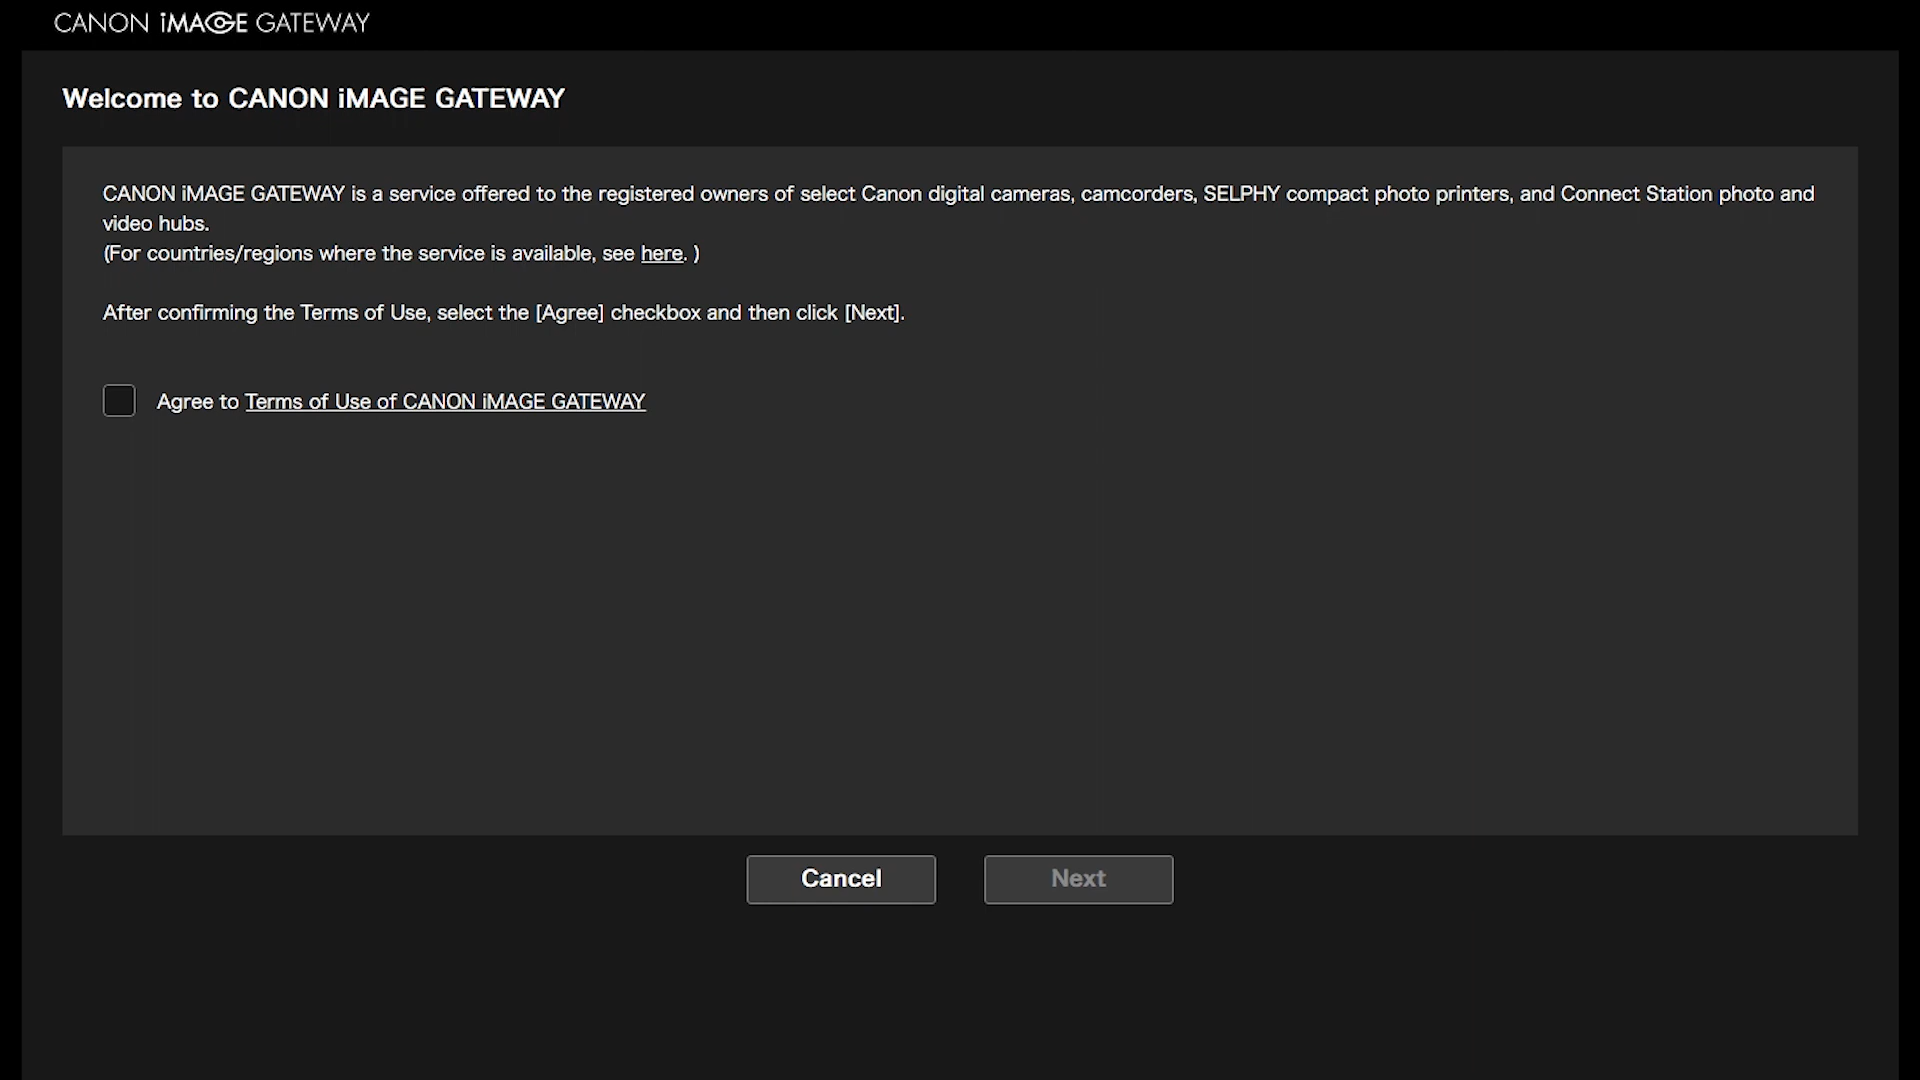 CANON iMAGE GATEWAY
Welcome to CANON iMAGE GATEWAY
CANON iMAGE GATEWAY is a service offered to the registered owners of select Canon digital cameras, camcorders, SELPHY compact photo printers, and Connect Station photo and
video hubs.
(For countries/regions where the service is available, see here. )
After confirming the Terms of Use, select the [Agree] checkbox and then click [Next].
Agree to Terms of Use of CANON iMAGE GATEWAY
Cancel
Next